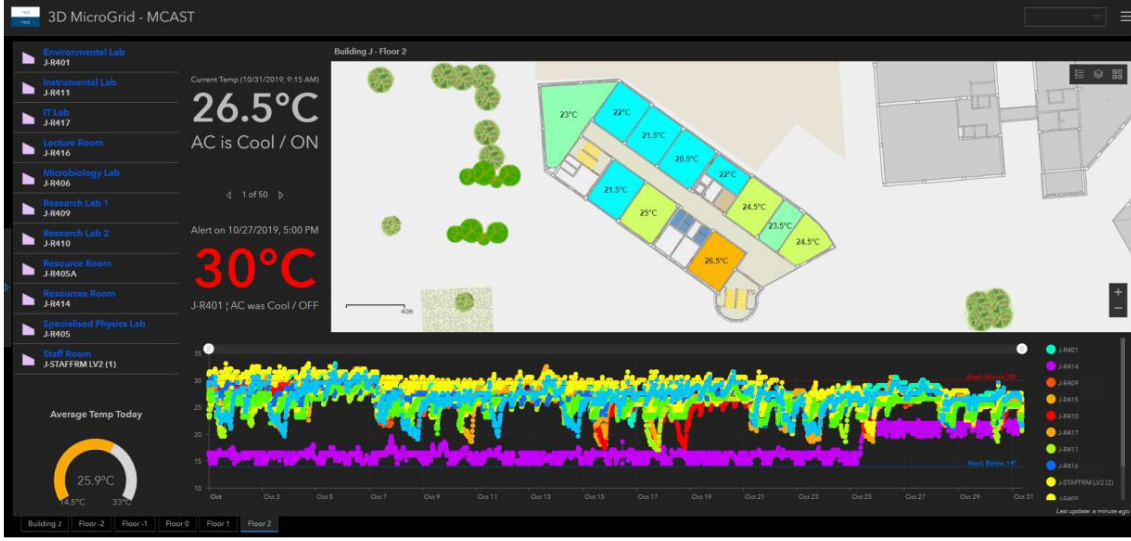 3D MicroGrid - MCAST
Environmental Lab
J-R401
Instrumental Lab
J-R411
IT Lab
J-R417
Lecture Room
J-R416
Microbiology Lab
J-R406
Research Lab 1
J-R409
Research Lab 2
J-R410
Resource Room
J-R405A
Resources Room
J-R414
Specialised Physics Lab
J-R405
Staff Room
J-STAFFRM LV2 (1)
Current Temp (10/31/2019, 9:15 AM)
26.5°C
AC is Cool / ON
1 of 50
Alert on 10/27/2019, 5:00 PM
30°C
J-R401 ¦ AC was Cool / OFF
Building J - Floor 2
23°C
22°C
21.5°C
20.5°C
22°C
21.5°C
25°C
24.5°C
23.5°C
24.5°C
26.5°C
40ft
+
−
Average Temp Today
25.9°C
14.5°C 33°C
35
30
25
20
15
10
Alert Below 14°
Oct Oct 3 Oct 5 Oct 7 Oct 9 Oct 11 Oct 13 Oct 15 Oct 17 Oct 19 Oct 21 Oct 23 Oct 25 Oct 27 Oct 29 Oct 31
J-R401
J-R414
J-R409
J-R415
J-R410
J-R417
J-R411
J-R416
J-STAFFRM LV2 (2)
J-R405
Last update: a minute ago
Building J Floor -2 Floor -1 Floor 0 Floor 1 Floor 2